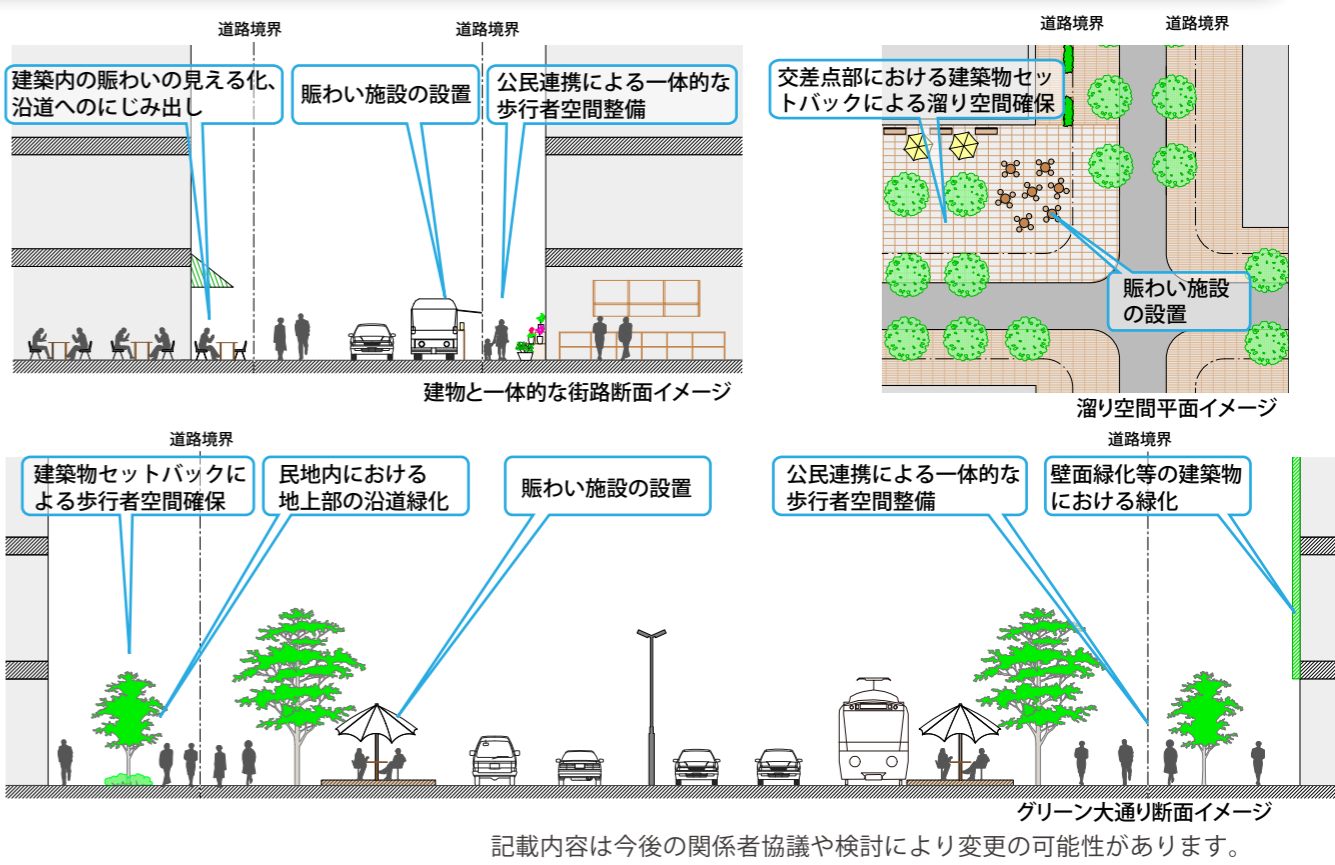 道路境界
道路境界
建築内の賑わいの見える化、
沿道へのにじみ出し
賑わい施設の設置
公民連携による一体的な
歩行者空間整備
建物と一体的な街路断面イメージ
道路境界
道路境界
交差点部における建築物セッ
トバックによる溜り空間確保
賑わい施設
の設置
溜り空間平面イメージ
道路境界
道路境界
建築物セットバックに
よる歩行者空間確保
民地内における
地上部の沿道緑化
賑わい施設の設置
公民連携による一体的な
歩行者空間整備
壁面緑化等の建築物
における緑化
グリーン大通り断面イメージ
記載内容は今後の関係者協議や検討により変更の可能性があります。